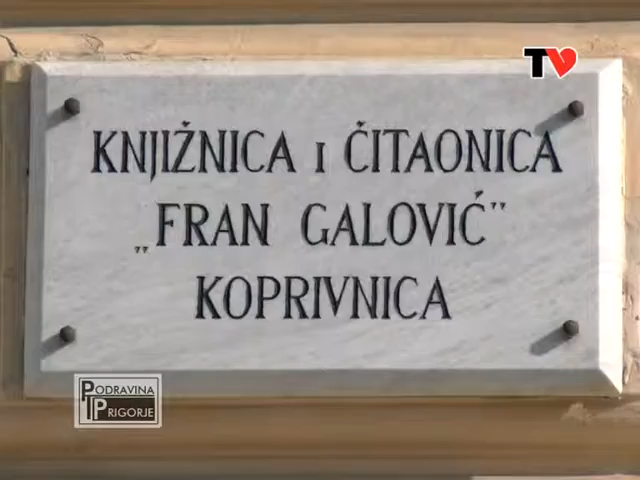 TV
KNJIŽNICA I ČITAONICA
„FRAN GALOVIĆ"
KOPRIVNICA
PODRAVINA
PRIGORJE